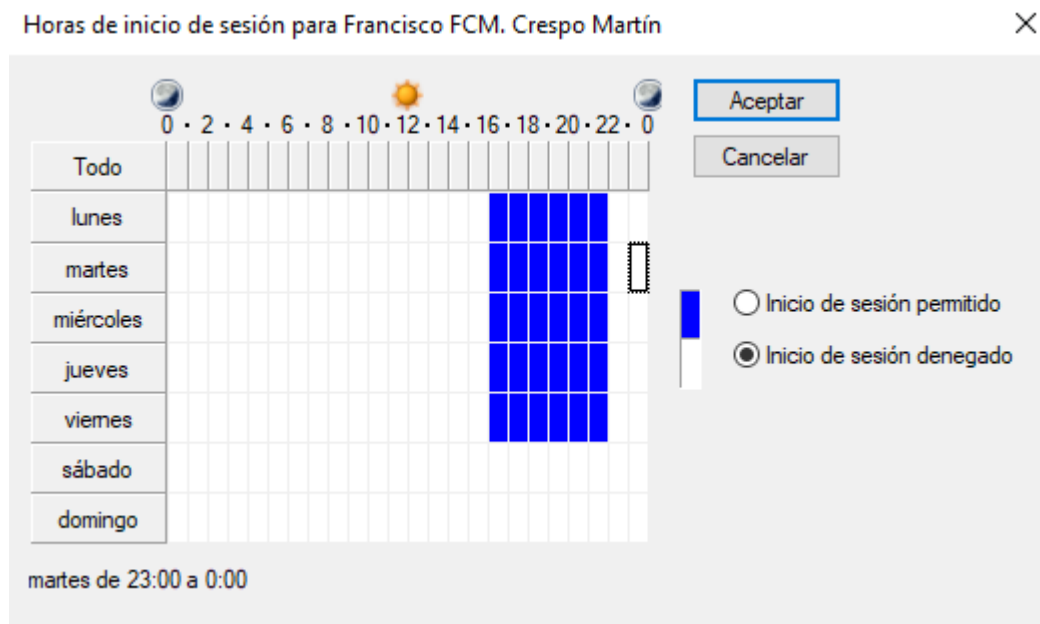 Horas de inicio de sesión para Francisco FCM. Crespo Martín
0 · 2 · 4 · 6 · 8 · 10 · 12 · 14 · 16 · 18 · 20 · 22 · 0
Aceptar
Cancelar
Todo
lunes
martes
miércoles
jueves
viernes
sábado
domingo
Inicio de sesión permitido
Inicio de sesión denegado
martes de 23:00 a 0:00